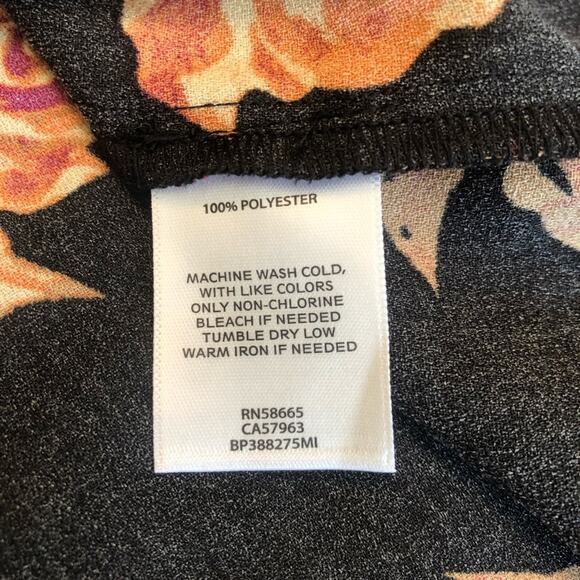 100% POLYESTER
MACHINE WASH COLD,
WITH LIKE COLORS
ONLY NON-CHLORINE
BLEACH IF NEEDED
TUMBLE DRY LOW
WARM IRON IF NEEDED
RN58665
CA57963
BP388275MI